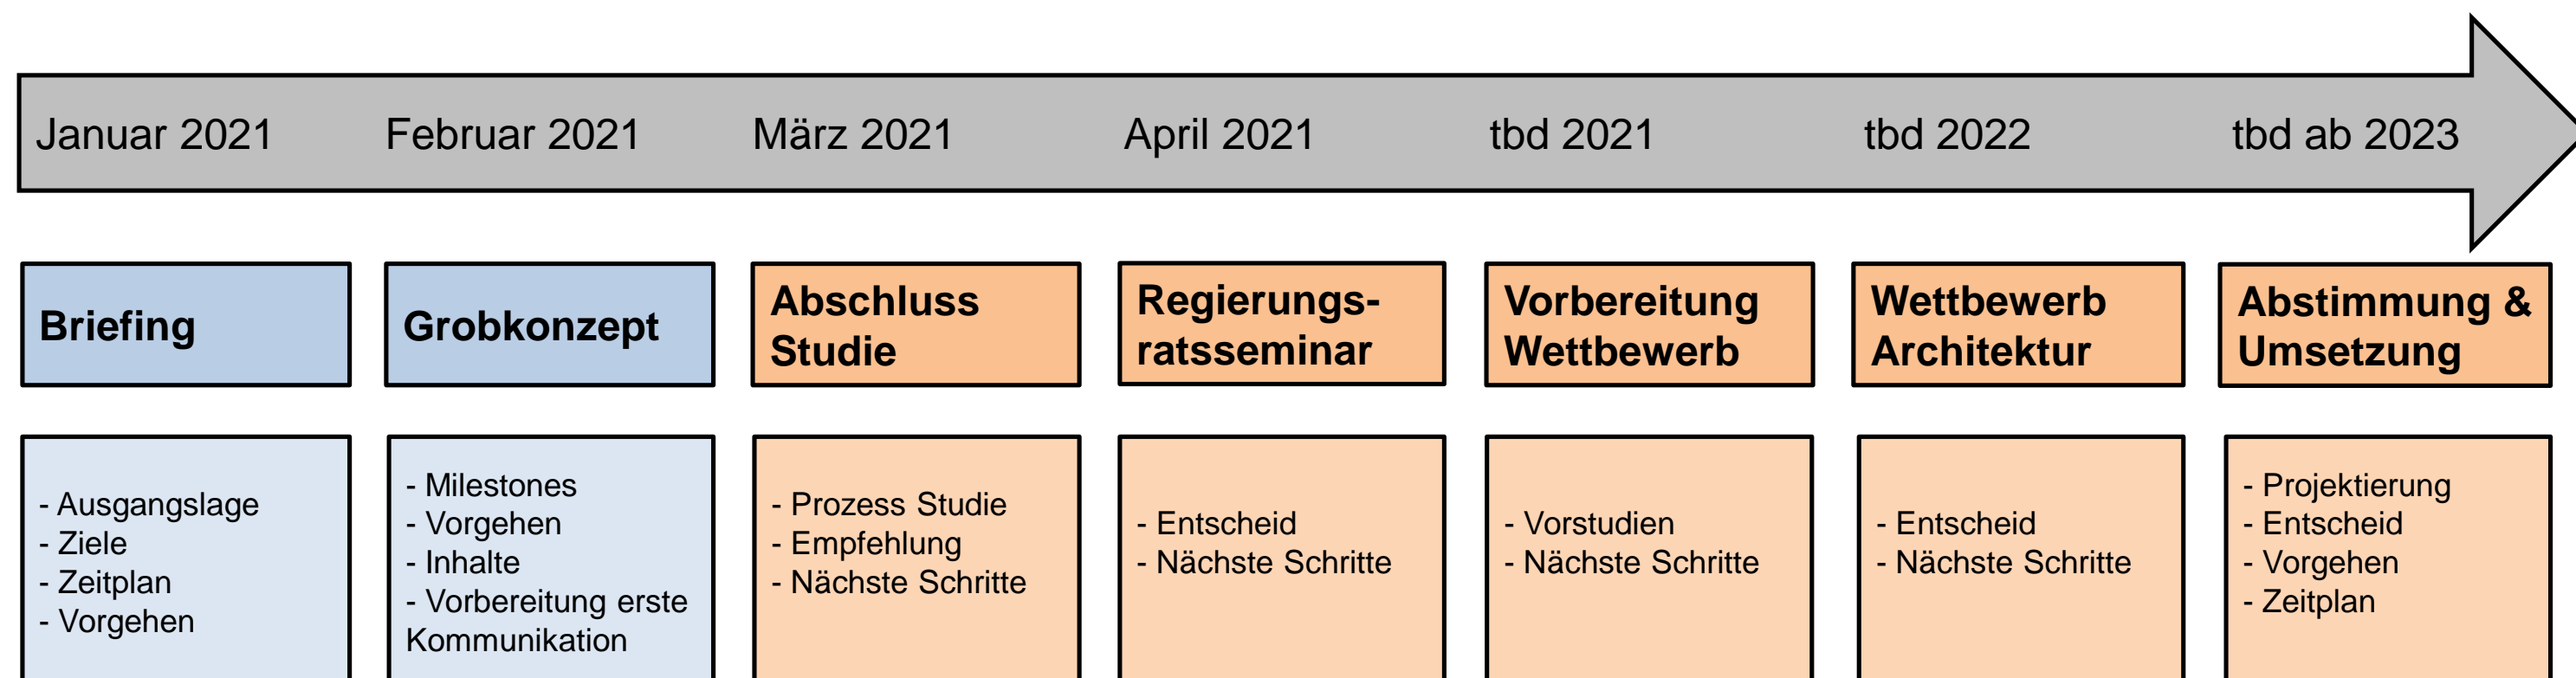 Januar 2021
Februar 2021
März 2021
April 2021
tbd 2021
tbd 2022
tbd ab 2023
Briefing
Grobkonzept
Abschluss
Studie
Regierungs-
ratsseminar
Vorbereitung
Wettbewerb
Wettbewerb
Architektur
Abstimmung &
Umsetzung
- Ausgangslage
- Ziele
- Zeitplan
- Vorgehen
- Milestones
- Vorgehen
- Inhalte
- Vorbereitung erste
Kommunikation
- Prozess Studie
- Empfehlung
- Nächste Schritte
- Entscheid
- Nächste Schritte
- Vorstudien
- Nächste Schritte
- Entscheid
- Nächste Schritte
- Projektierung
- Entscheid
- Vorgehen
- Zeitplan